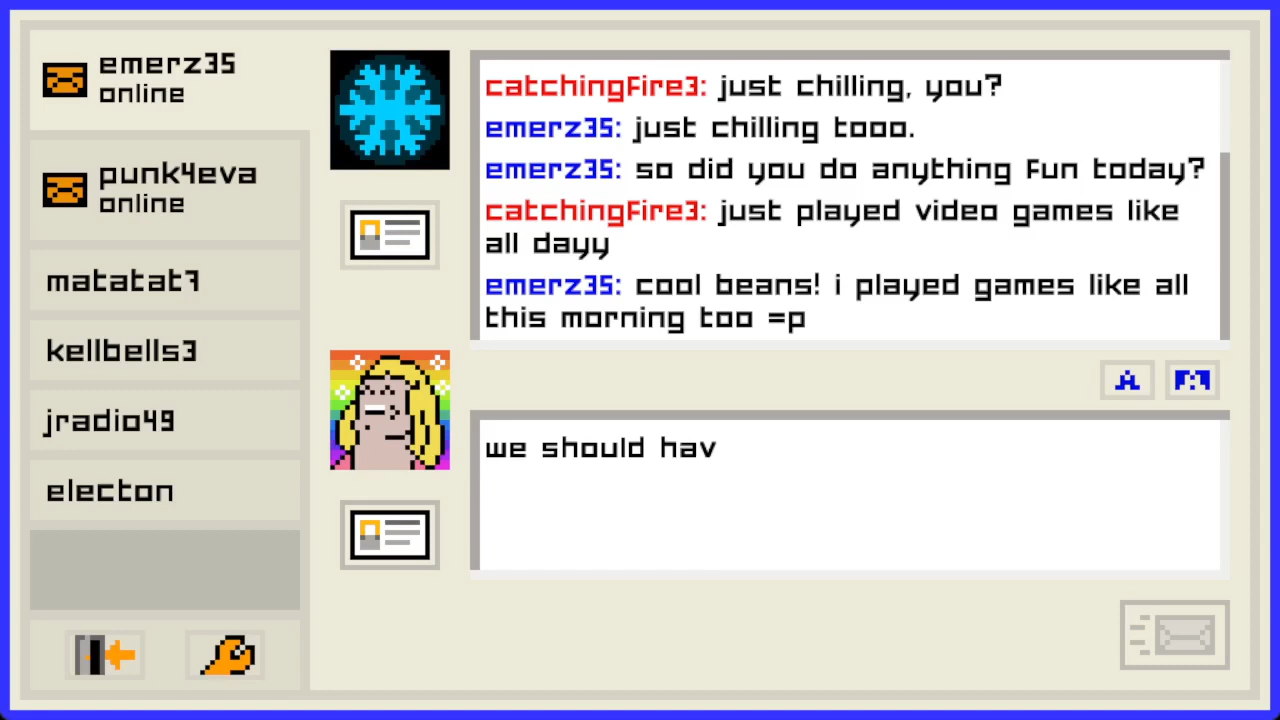 emerz35
online
punk4eva
online
matatat7
kellbells3
jradio49
electon
catchingFire3: just chilling, you?
emerz35: just chilling tooo.
emerz35: so did you do anything Fun today?
catchingFire3: just played video games like
all dayy
emerz35: cool beans! i played games like all
this morning too =p
A
A
we should hav